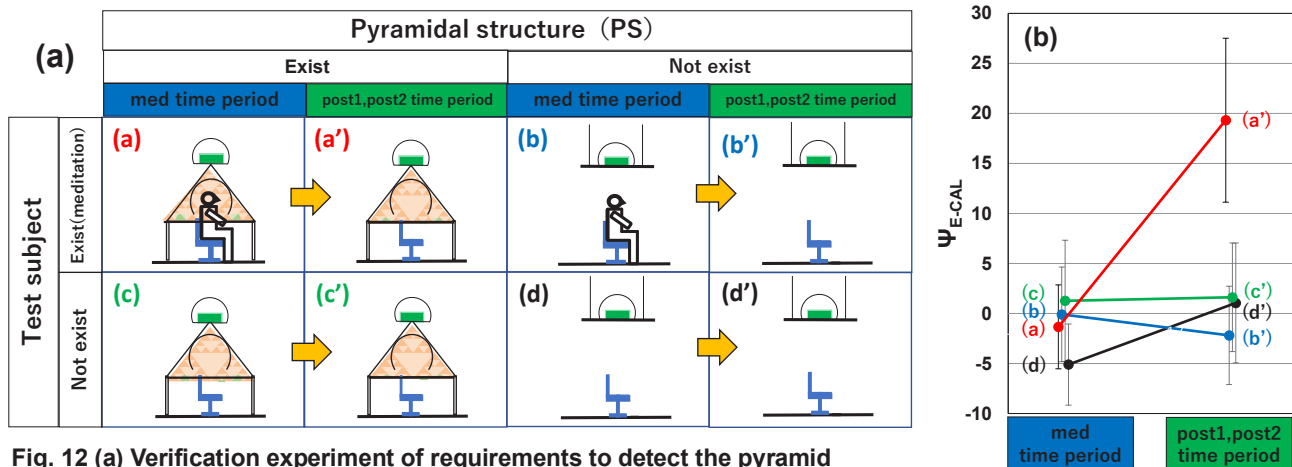 (a)
Pyramidal structure（PS）
Exist
Not exist
med time period
post1,post2 time period
med time period
post1,post2 time period
Test subject
Exist(meditation)
Not exist
(a)
(a’)
(b)
(b’)
(c)
(c’)
(d)
(d’)
Fig. 12 (a) Verification experiment of requirements to detect the pyramid
(b)
ΨE-CAL
30
25
20
15
10
5
0
-5
-10
(a’)
(c)
(b)
(a)
(d)
(c’)
(d’)
(b’)
med
time period
post1,post2
time period